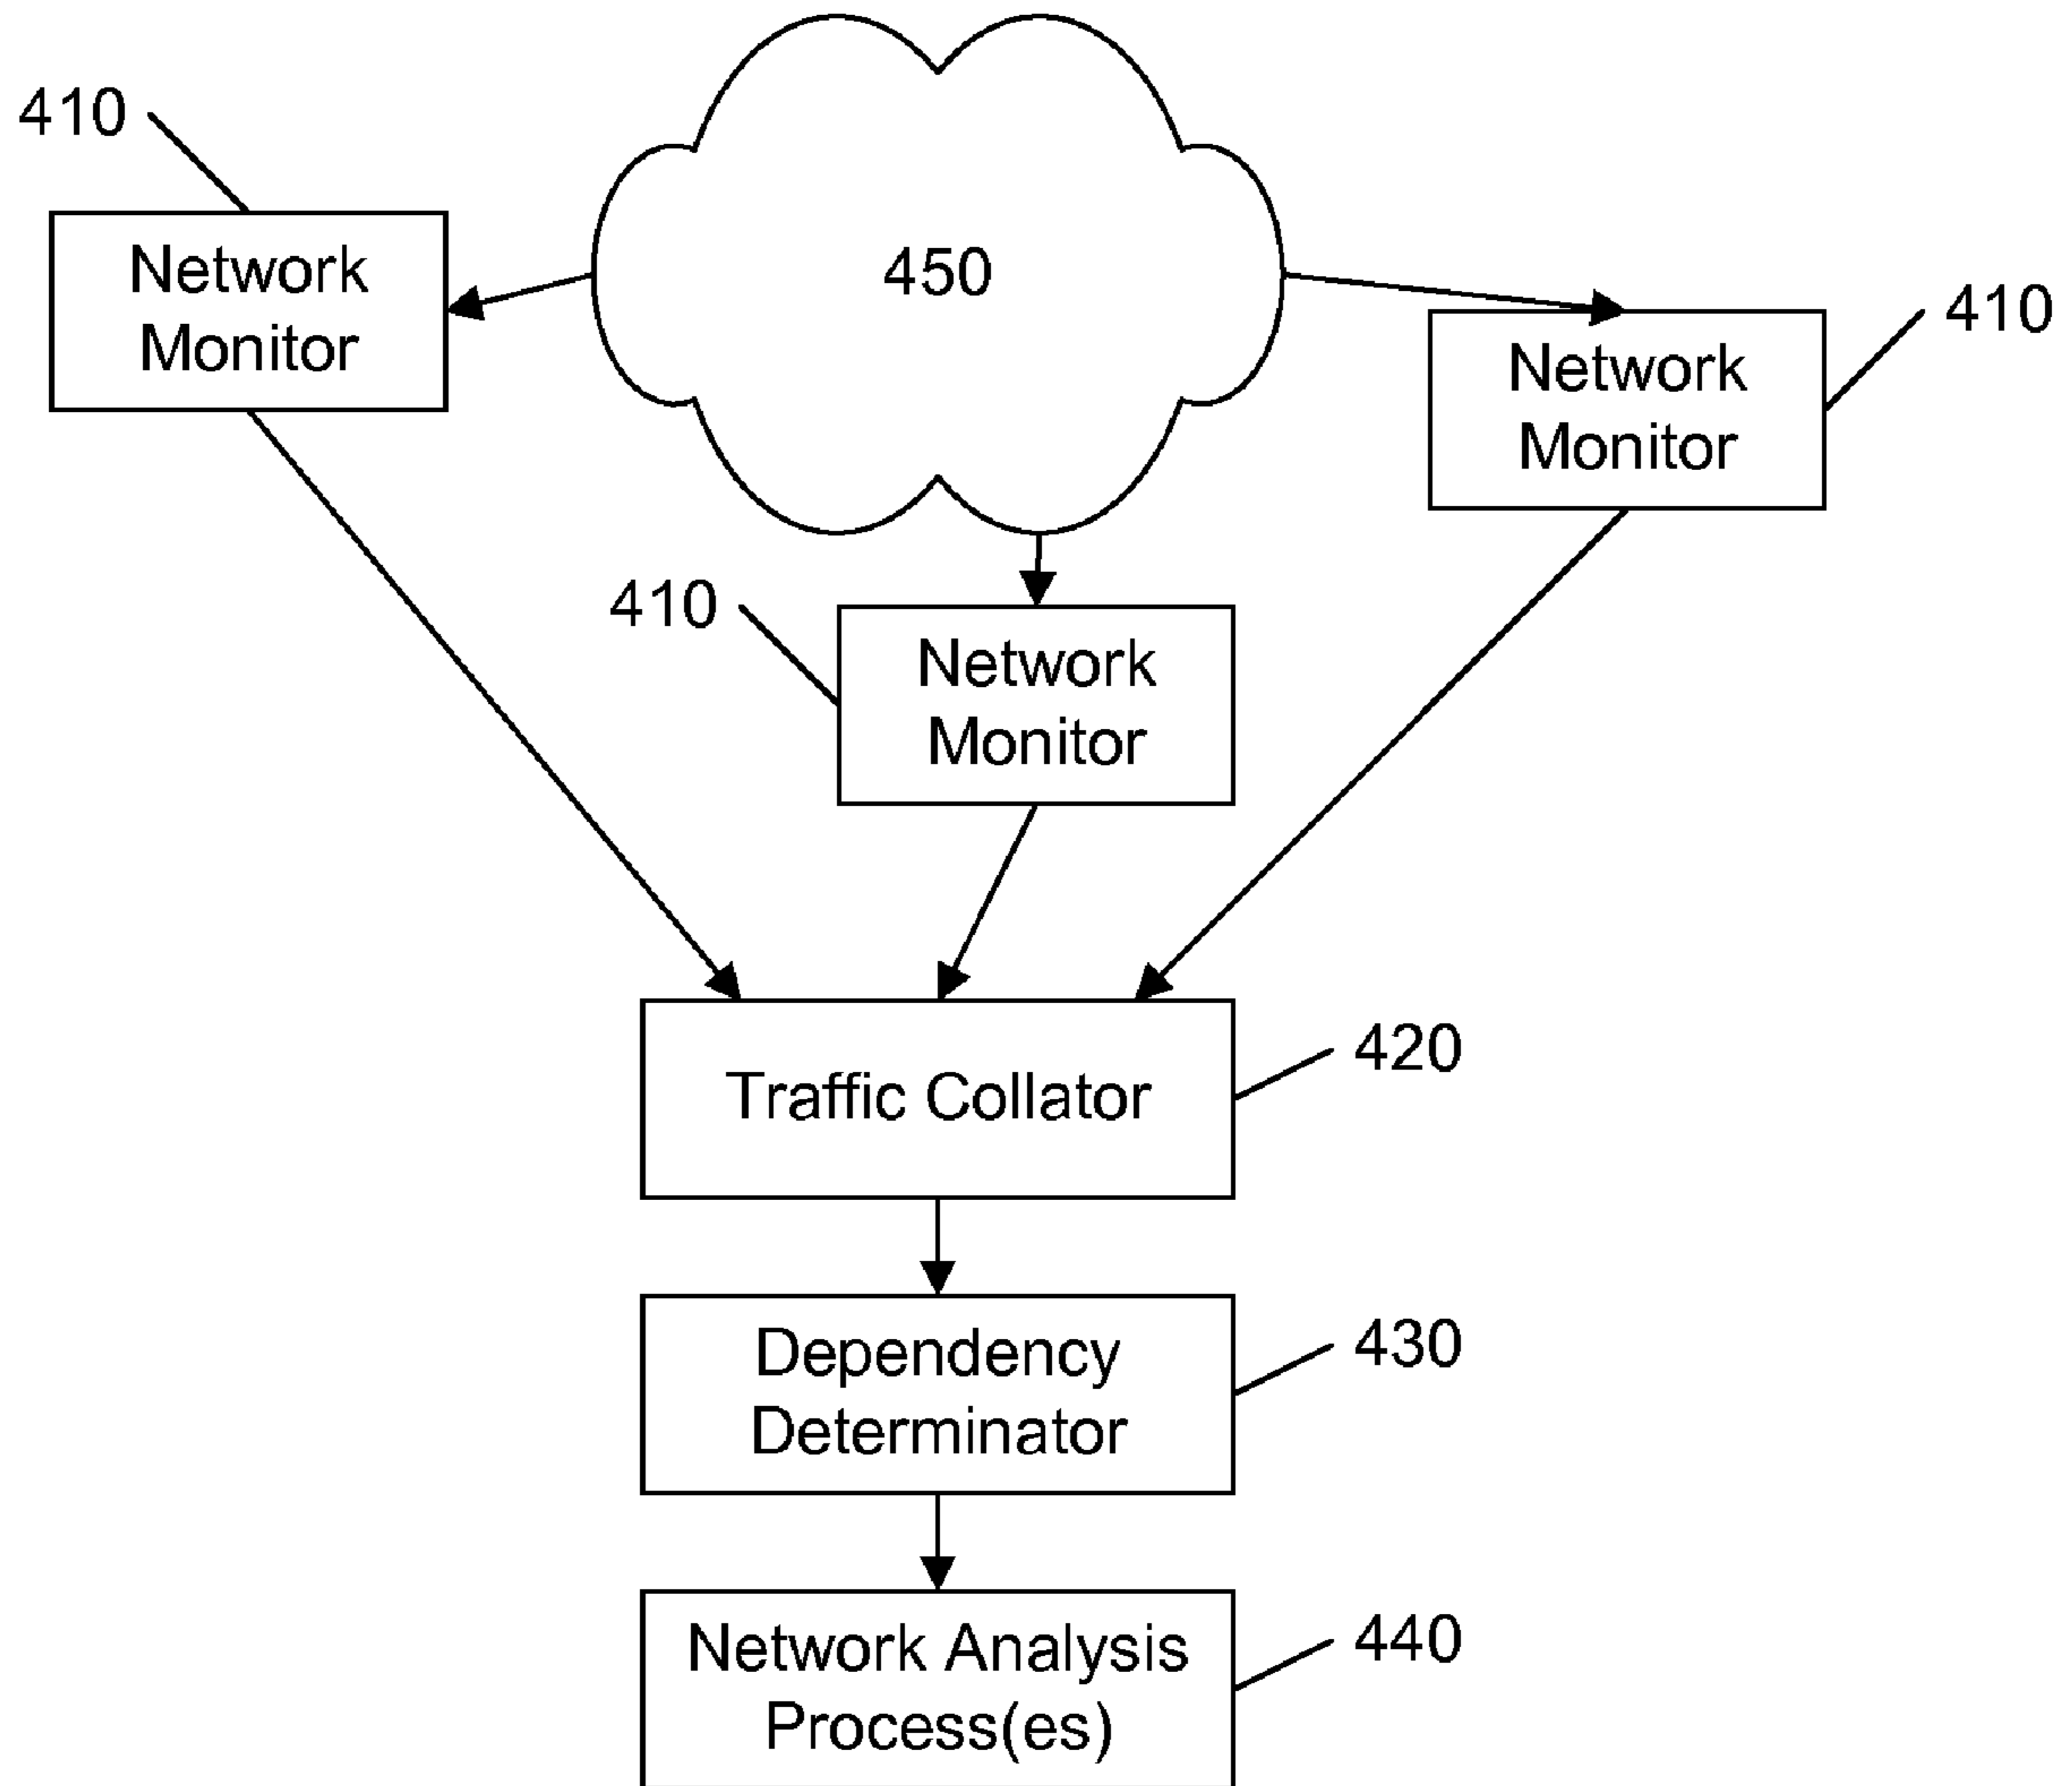 410
Network
Monitor
450
410
Network
Monitor
410
Network
Monitor
Traffic Collator
420
Dependency
Determinator
430
Network Analysis
Process(es)
440